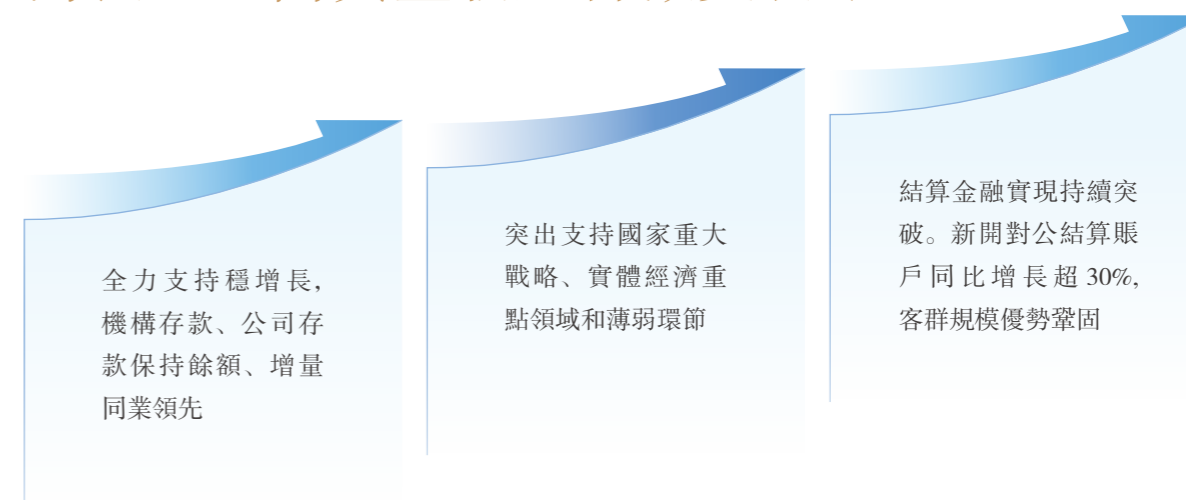 全力支持穩增長,
機構存款、公司存
款保持餘額、增量
同業領先
突出支持國家重大
戰略、實體經濟重
點領域和薄弱環節
結算金融實現持續突
破。新開對公結算賬
戶同比增長超 30%,
客群規模優勢鞏固